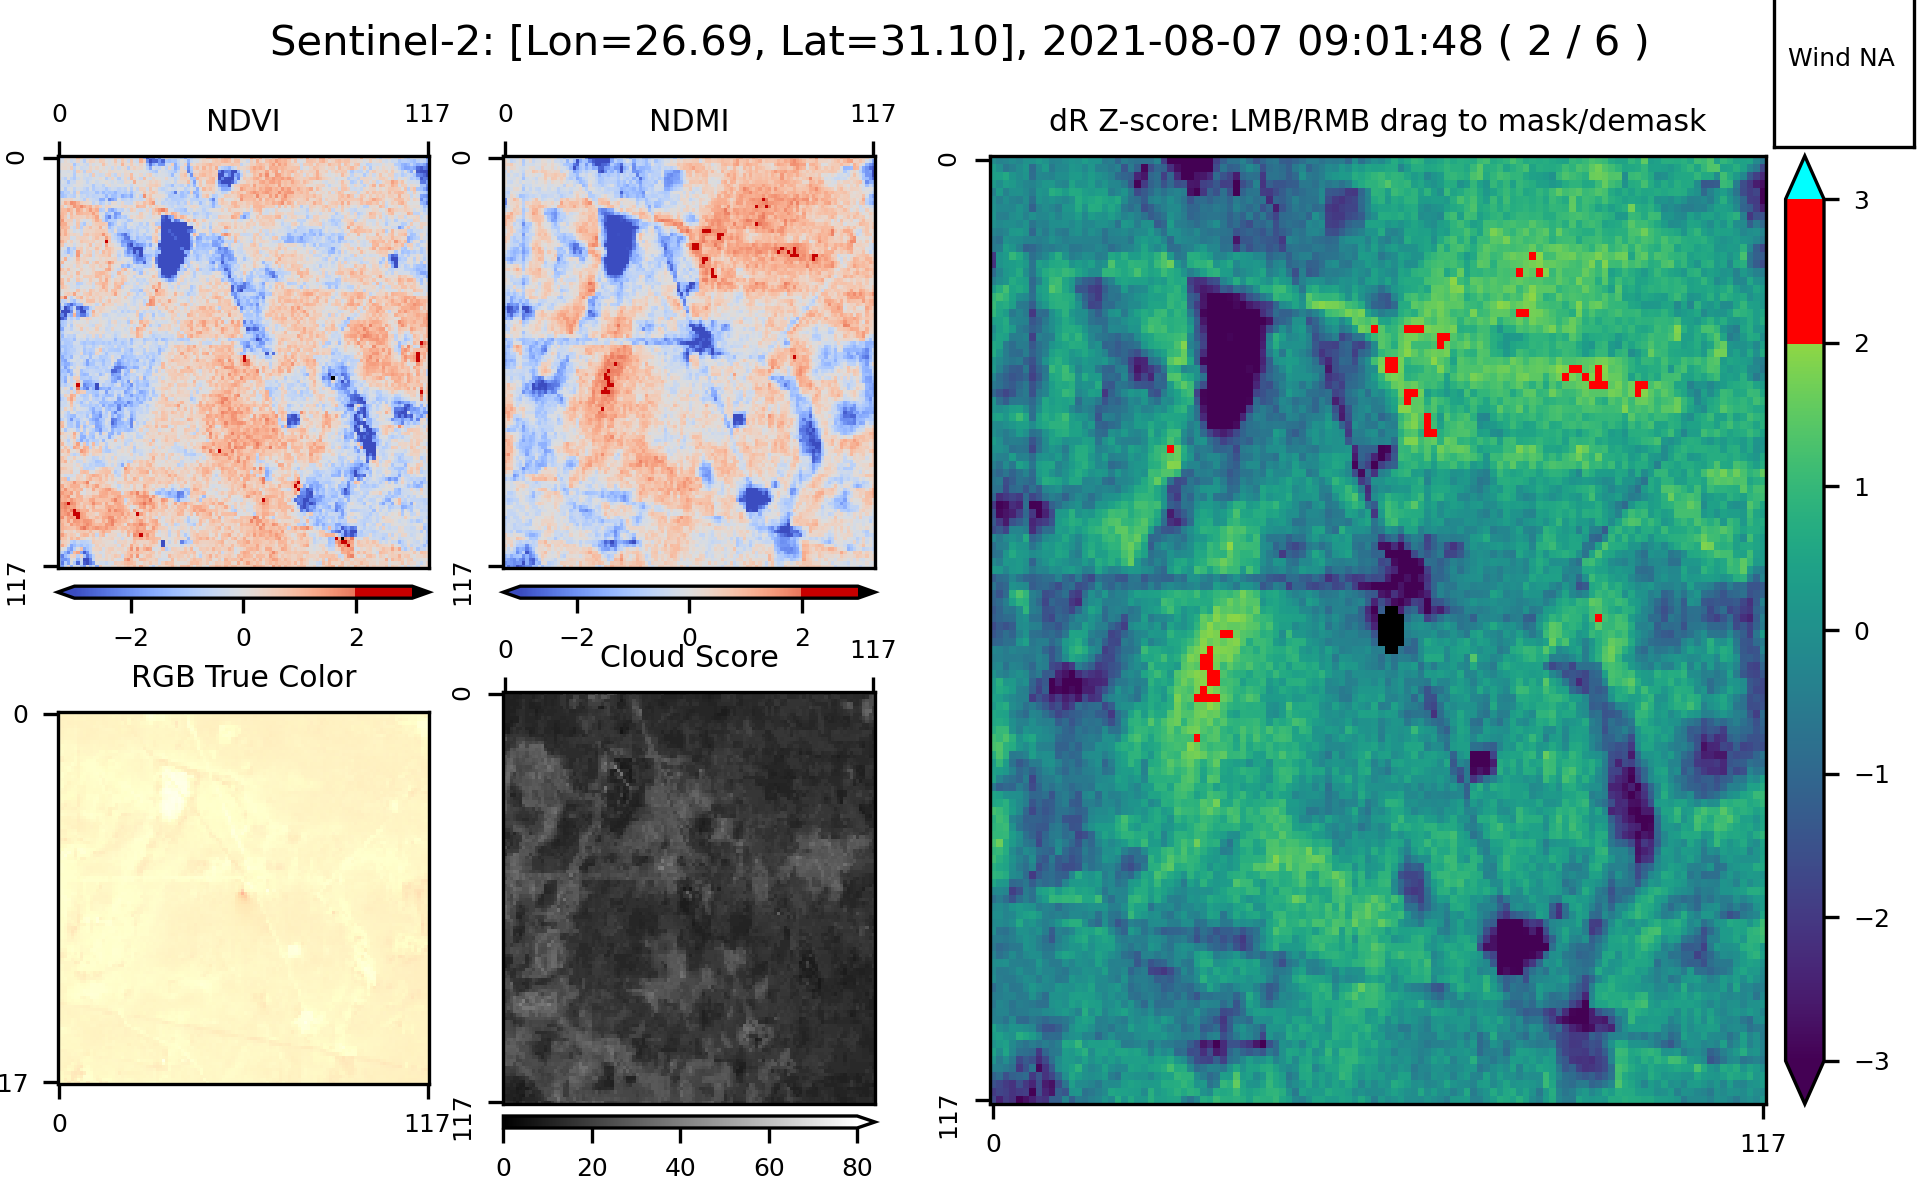 Sentinel-2: [Lon=26.69, Lat=31.10], 2021-08-07 09:01:48 ( 2 / 6 )
Wind NA
0 NDVI 117
0 NDMI 117
dR Z-score: LMB/RMB drag to mask/demask
0
0
0
117
117
−2 0 2
−2 0 2
RGB True Color
0 Cloud Score 117
0
17
0 117
0
117
0 20 40 60 80
0
117
0 117
3
2
1
0
−1
−2
−3